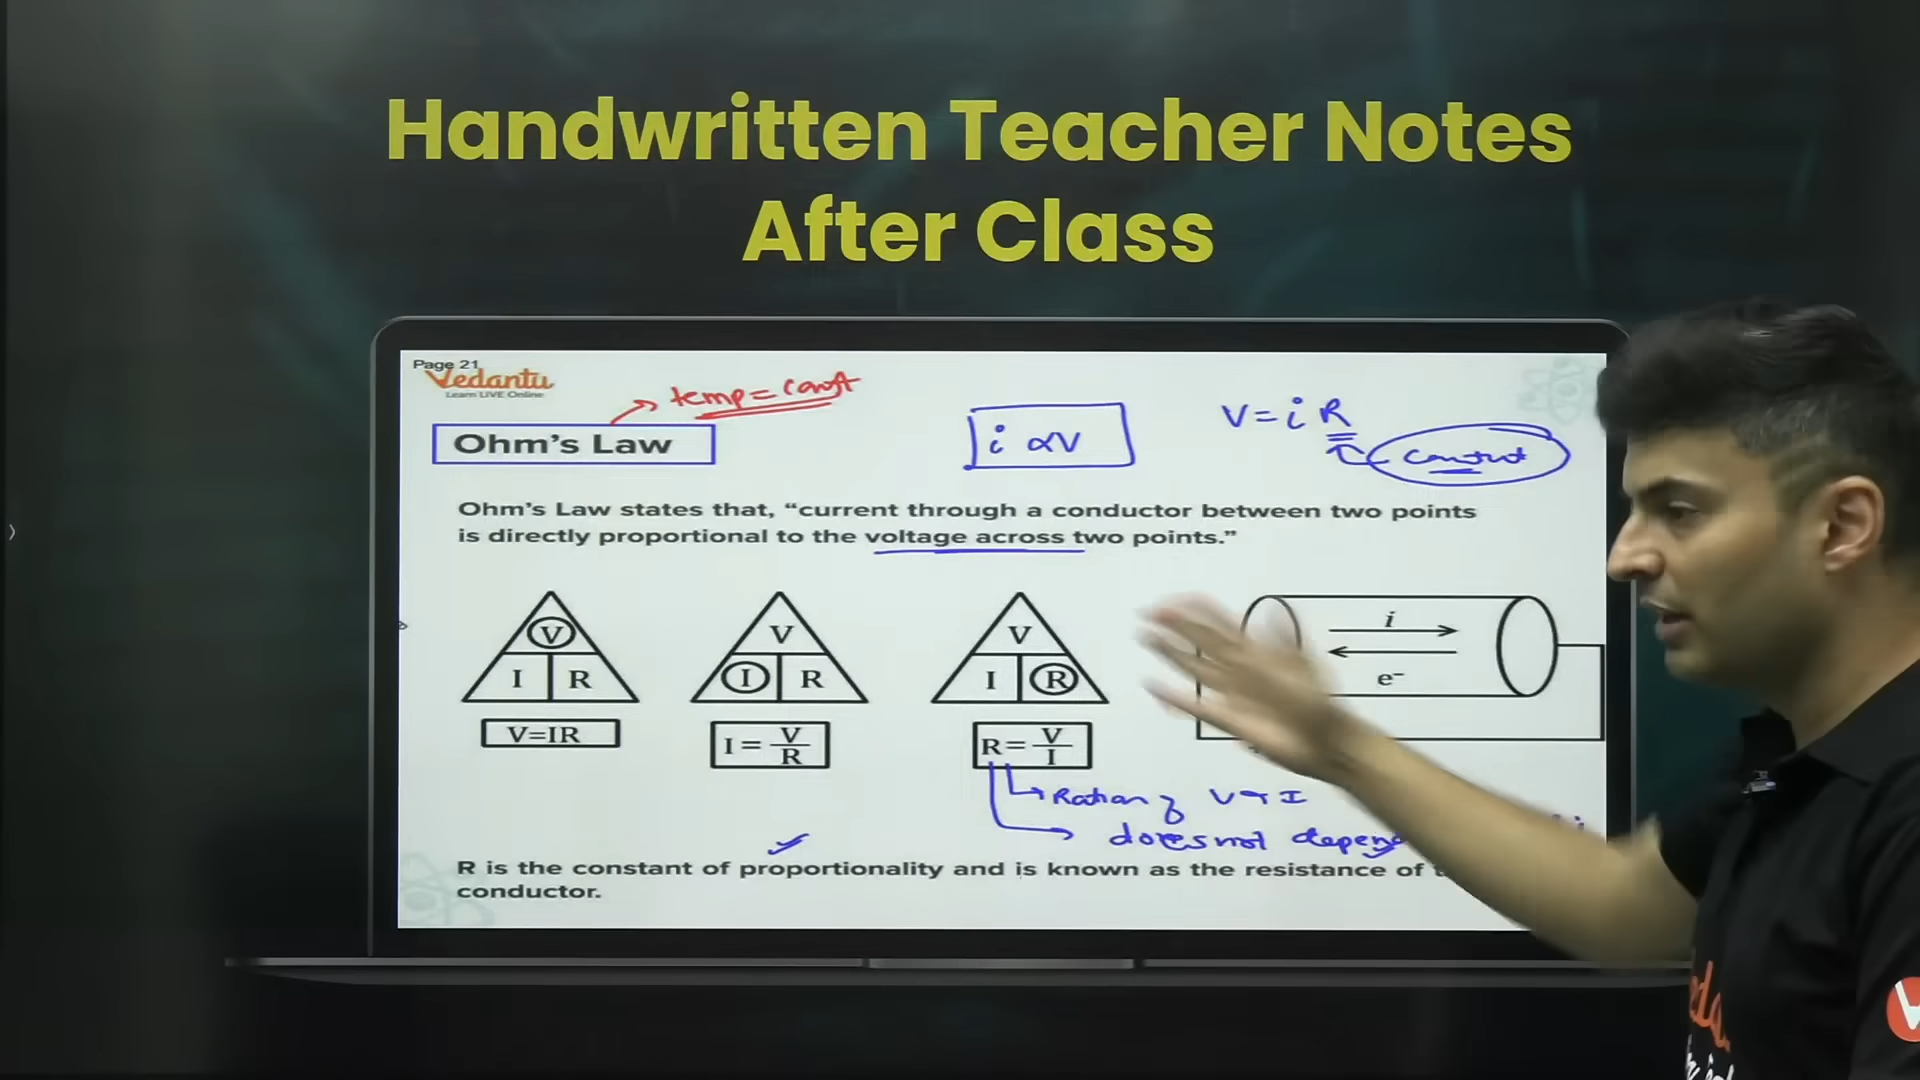 Handwritten Teacher Notes
After Class
Page 21
Vedantu
Learn LIVE Online
temp = const
Ohm's Law
i ∝ V
V = i R
constant
Ohm's Law states that, “current through a conductor between two points
is directly proportional to the voltage across two points.”
V
I R
V=IR
V
I R
I = V/R
V
I R
R = V/I
i
e⁻
Ration of V & I
does not depend
R is the constant of proportionality and is known as the resistance of
conductor.